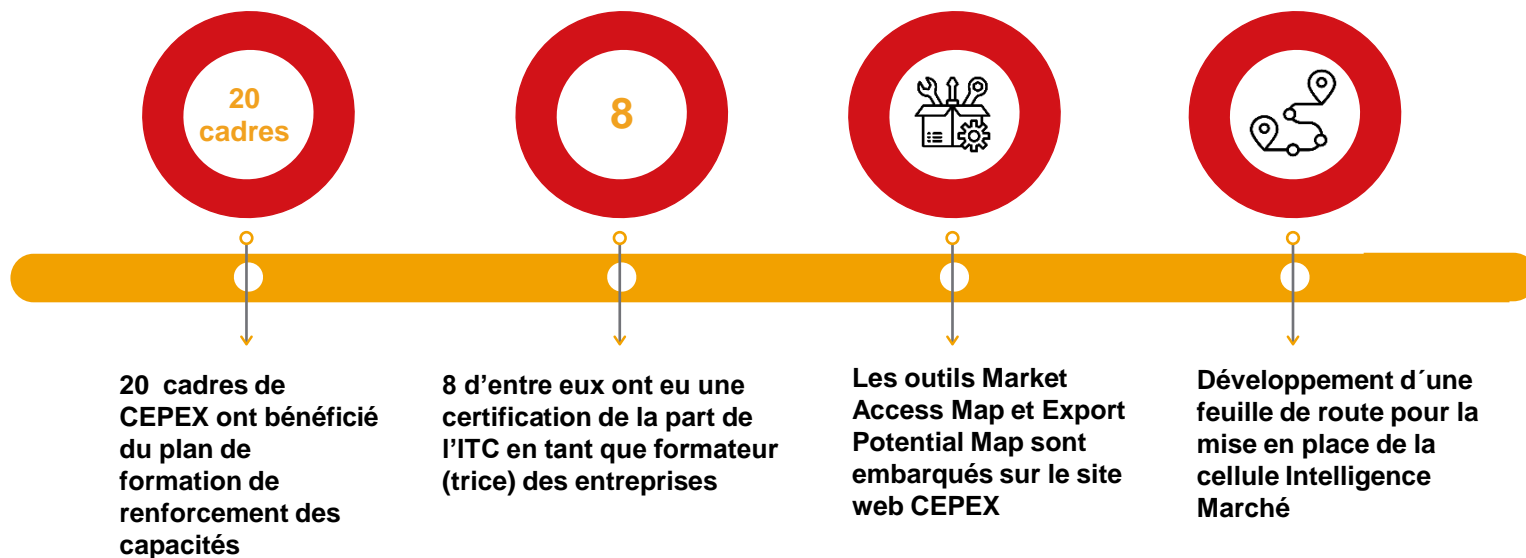 20
cadres
8
20 cadres de
CEPEX ont bénéficié
du plan de
formation de
renforcement des
capacités
8 d’entre eux ont eu une
certification de la part de
l’ITC en tant que formateur
(trice) des entreprises
Les outils Market
Access Map et Export
Potential Map sont
embarqués sur le site
web CEPEX
Développement d´une
feuille de route pour la
mise en place de la
cellule Intelligence
Marché